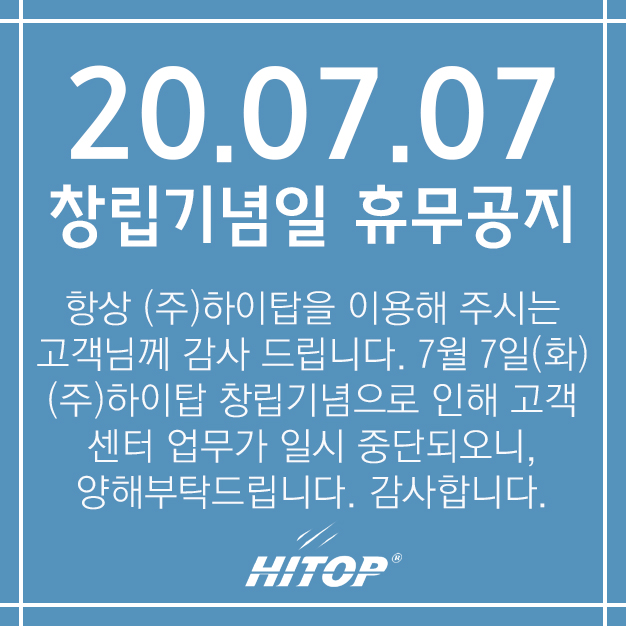 20.07.07
창립기념일 휴무공지
항상 (주)하이탑을 이용해 주시는
고객님께 감사 드립니다. 7월 7일(화)
(주)하이탑 창립기념으로 인해 고객
센터 업무가 일시 중단되오니,
양해부탁드립니다. 감사합니다.
HITOP®